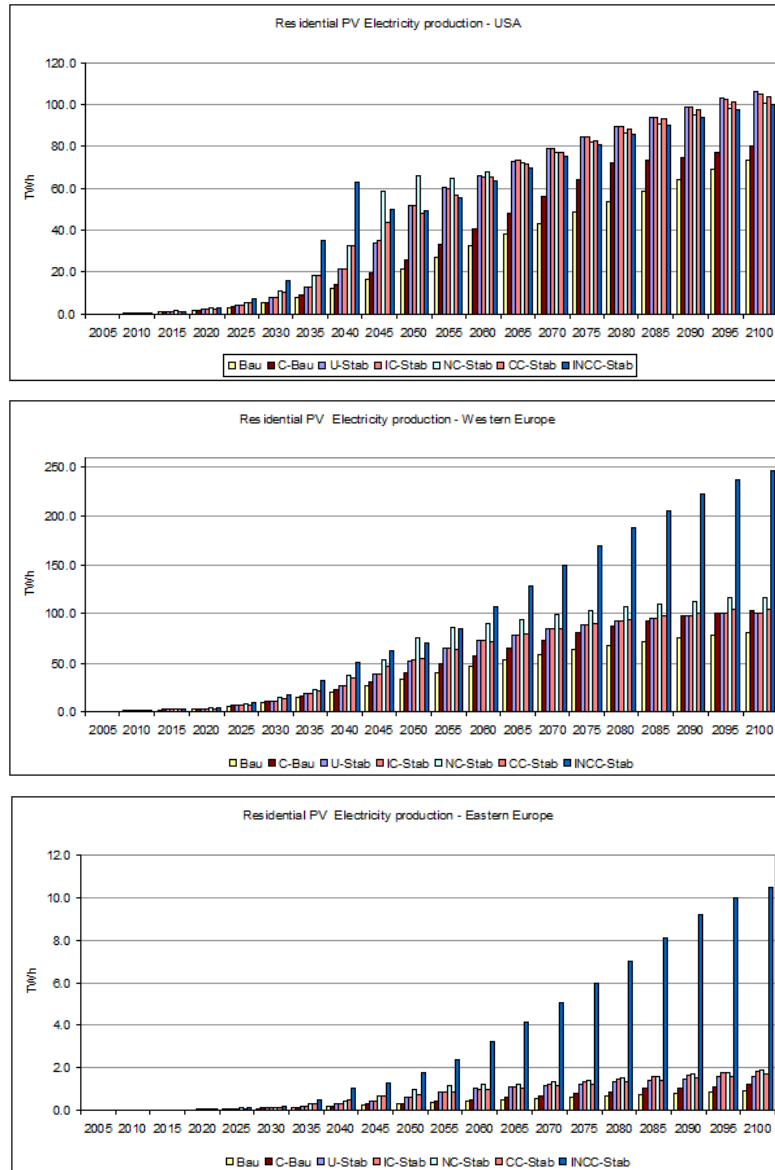 Residential PV Electricity production - USA
120.0
100.0
80.0
60.0
40.0
20.0
0.0
TWh
2005 2010 2015 2020 2025 2030 2035 2040 2045 2050 2055 2060 2065 2070 2075 2080 2085 2090 2095 2100
Bau C-Bau U-Stab IC-Stab NC-Stab CC-Stab INCC-Stab
Residential PV Electricity production - Western Europe
250.0
200.0
150.0
100.0
50.0
0.0
TWh
2005 2010 2015 2020 2025 2030 2035 2040 2045 2050 2055 2060 2065 2070 2075 2080 2085 2090 2095 2100
Bau C-Bau U-Stab IC-Stab NC-Stab CC-Stab INCC-Stab
Residential PV Electricity production - Eastern Europe
12.0
10.0
8.0
6.0
4.0
2.0
0.0
TWh
2005 2010 2015 2020 2025 2030 2035 2040 2045 2050 2055 2060 2065 2070 2075 2080 2085 2090 2095 2100
Bau C-Bau U-Stab IC-Stab NC-Stab CC-Stab INCC-Stab